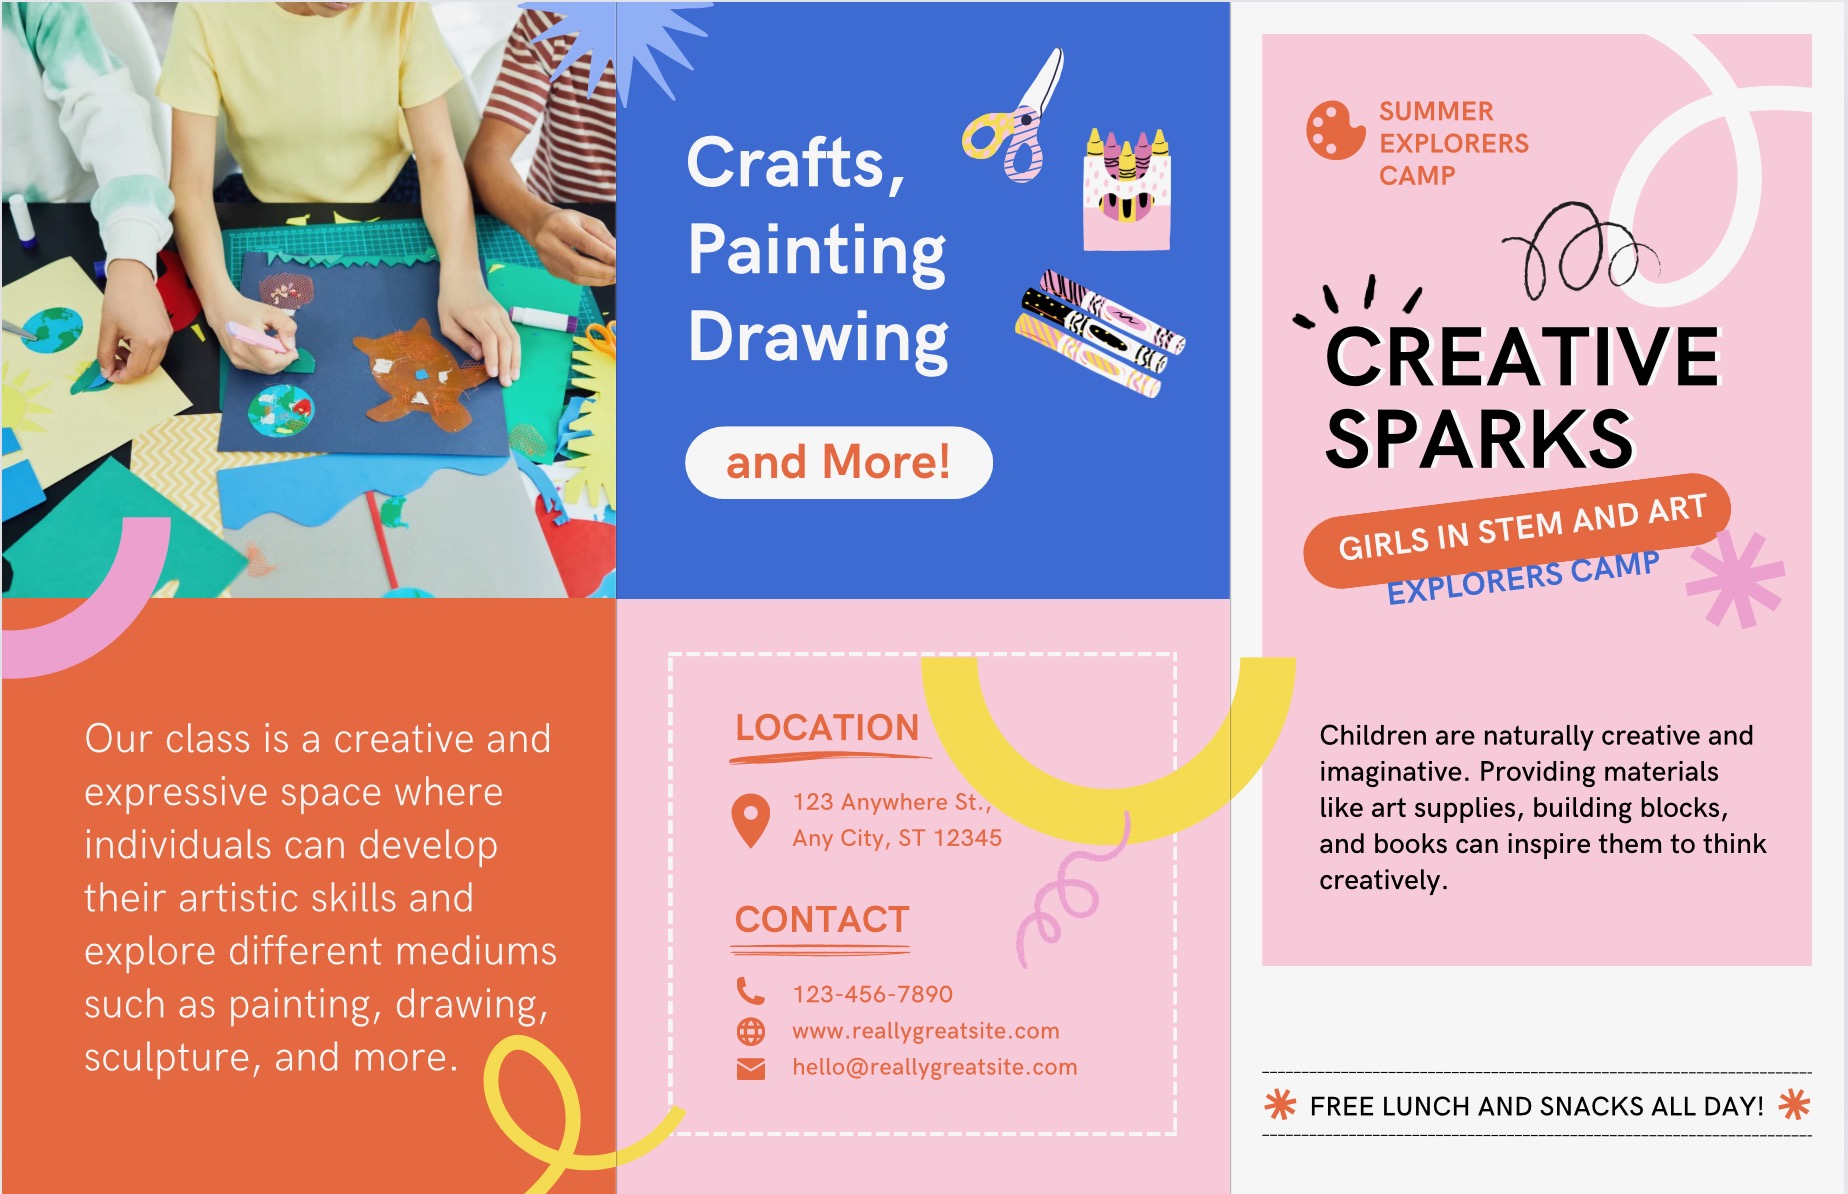 Our class is a creative and
expressive space where
individuals can develop
their artistic skills and
explore different mediums
such as painting, drawing,
sculpture, and more.
Crafts,
Painting
Drawing
and More!
LOCATION
123 Anywhere St.,
Any City, ST 12345
CONTACT
123-456-7890
www.reallygreatsite.com
hello@reallygreatsite.com
SUMMER
EXPLORERS
CAMP
CREATIVE
SPARKS
GIRLS IN STEM AND ART
EXPLORERS CAMP
Children are naturally creative and
imaginative. Providing materials
like art supplies, building blocks,
and books can inspire them to think
creatively.
FREE LUNCH AND SNACKS ALL DAY!